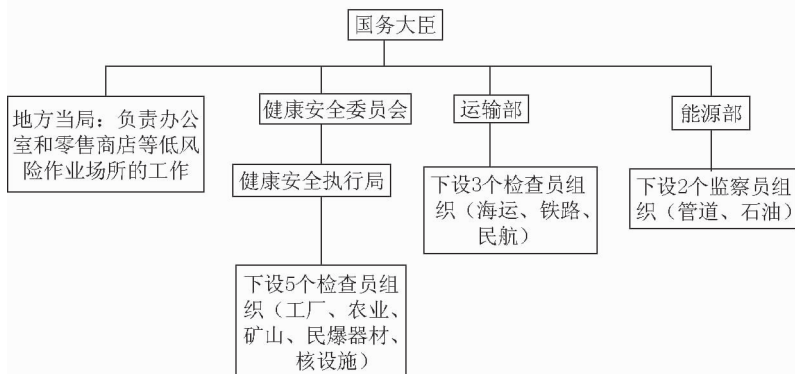 国务大臣
地方当局：负责办公
室和零售商店等低风
险作业场所的工作
健康安全委员会
健康安全执行局
下设5个检查员组
织（工厂、农业、
矿山、民爆器材、
核设施）
运输部
下设3个检查员组
织（海运、铁路、
民航）
能源部
下设2个监察员组
织（管道、石油）